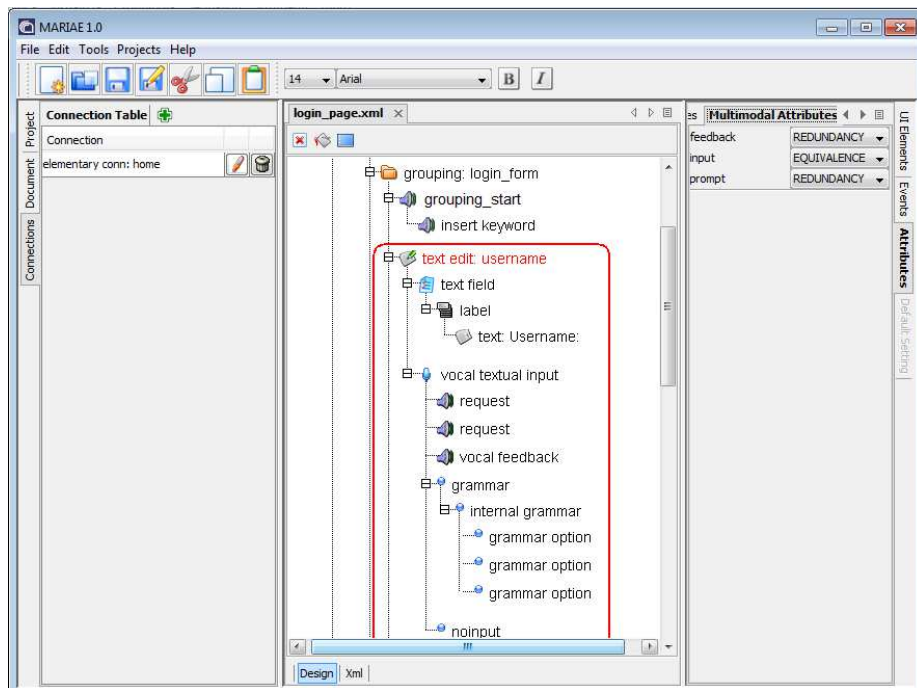 MARIAE 1.0
File Edit Tools Projects Help
14 Arial B I
Project
Document
Connections
Connection Table
Connection
elementary conn: home
login_page.xml
grouping: login_form
grouping_start
insert keyword
text edit: username
text field
label
text: Username:
vocal textual input
request
request
vocal feedback
grammar
internal grammar
grammar option
grammar option
grammar option
noinput
Design Xml
es Multimodal Attributes
feedback REDUNDANCY
input EQUIVALENCE
prompt REDUNDANCY
UI Elements
Events
Attributes
Default Setting